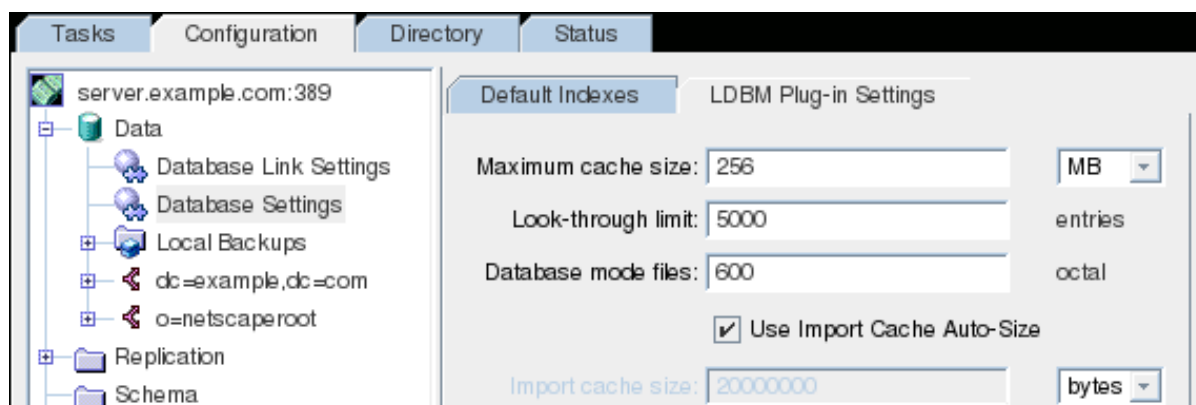 Tasks Configuration Directory Status
server.example.com:389
Data
Database Link Settings
Database Settings
Local Backups
dc=example,dc=com
o=netscaperoot
Replication
Schema
Default Indexes LDBM Plug-in Settings
Maximum cache size: 256 MB
Look-through limit: 5000 entries
Database mode files: 600 octal
Use Import Cache Auto-Size
Import cache size: 20000000 bytes